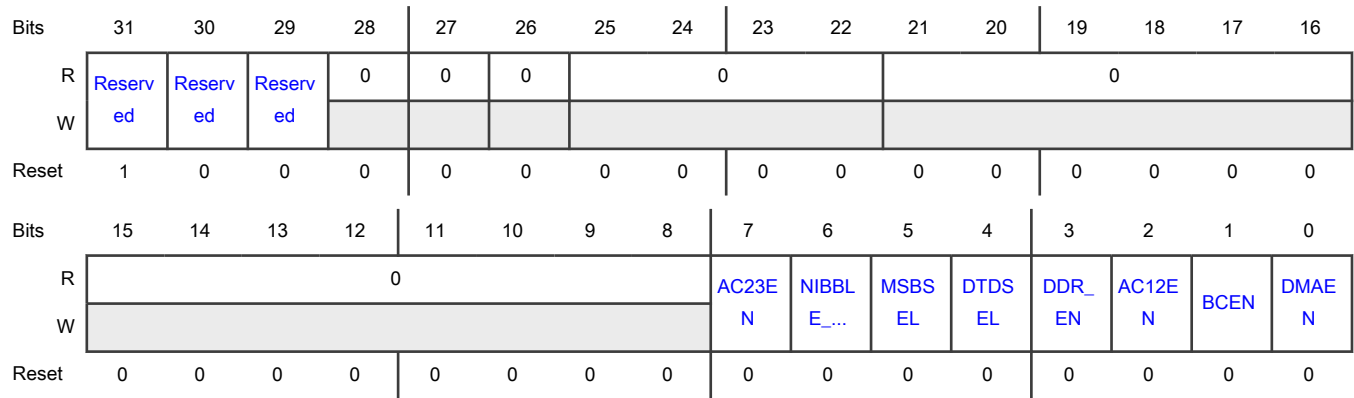 Bits 31 30 29 28 27 26 25 24 23 22 21 20 19 18 17 16
R Reserv Reserv Reserv 0 0 0 0 0
W ed ed ed
Reset 1 0 0 0 0 0 0 0 0 0 0 0 0 0 0 0
Bits 15 14 13 12 11 10 9 8 7 6 5 4 3 2 1 0
R 0 AC23E NIBBL MSBS DTDS DDR_ AC12E BCEN DMAE
W N E_... EL EL EN N N
Reset 0 0 0 0 0 0 0 0 0 0 0 0 0 0 0 0